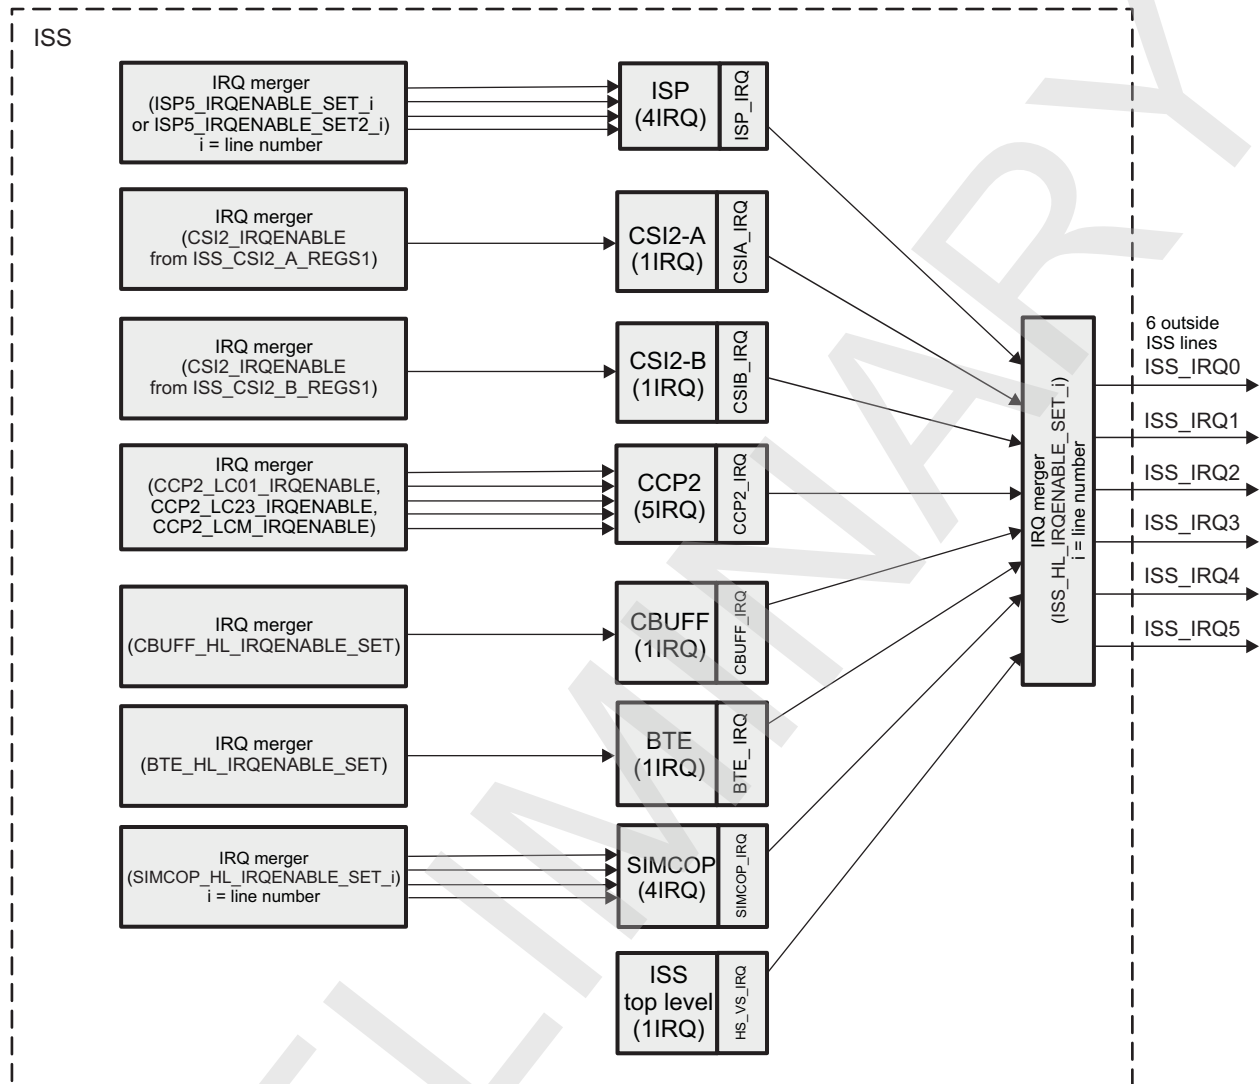 ISS
IRQ merger
(ISP5_IRQENABLE_SET_i
or ISP5_IRQENABLE_SET2_i)
i = line number
ISP
(4IRQ)
ISP_IRQ
IRQ merger
(CSI2_IRQENABLE
from ISS_CSI2_A_REGS1)
CSI2-A
(1IRQ)
CSIA_IRQ
IRQ merger
(CSI2_IRQENABLE
from ISS_CSI2_B_REGS1)
CSI2-B
(1IRQ)
CSIB_IRQ
IRQ merger
(CCP2_LC01_IRQENABLE,
CCP2_LC23_IRQENABLE,
CCP2_LCM_IRQENABLE)
CCP2
(5IRQ)
CCP2_IRQ
IRQ merger
(CBUFF_HL_IRQENABLE_SET)
CBUFF
(1IRQ)
CBUFF_IRQ
IRQ merger
(BTE_HL_IRQENABLE_SET)
BTE
(1IRQ)
BTE_IRQ
IRQ merger
(SIMCOP_HL_IRQENABLE_SET_i)
i = line number
SIMCOP
(4IRQ)
SIMCOP_IRQ
ISS
top level
(1IRQ)
HS_VS_IRQ
IRQ merger
(ISS_HL_IRQENABLE_SET_i)
i = line number
6 outside
ISS lines
ISS_IRQ0
ISS_IRQ1
ISS_IRQ2
ISS_IRQ3
ISS_IRQ4
ISS_IRQ5
ELIMINARY